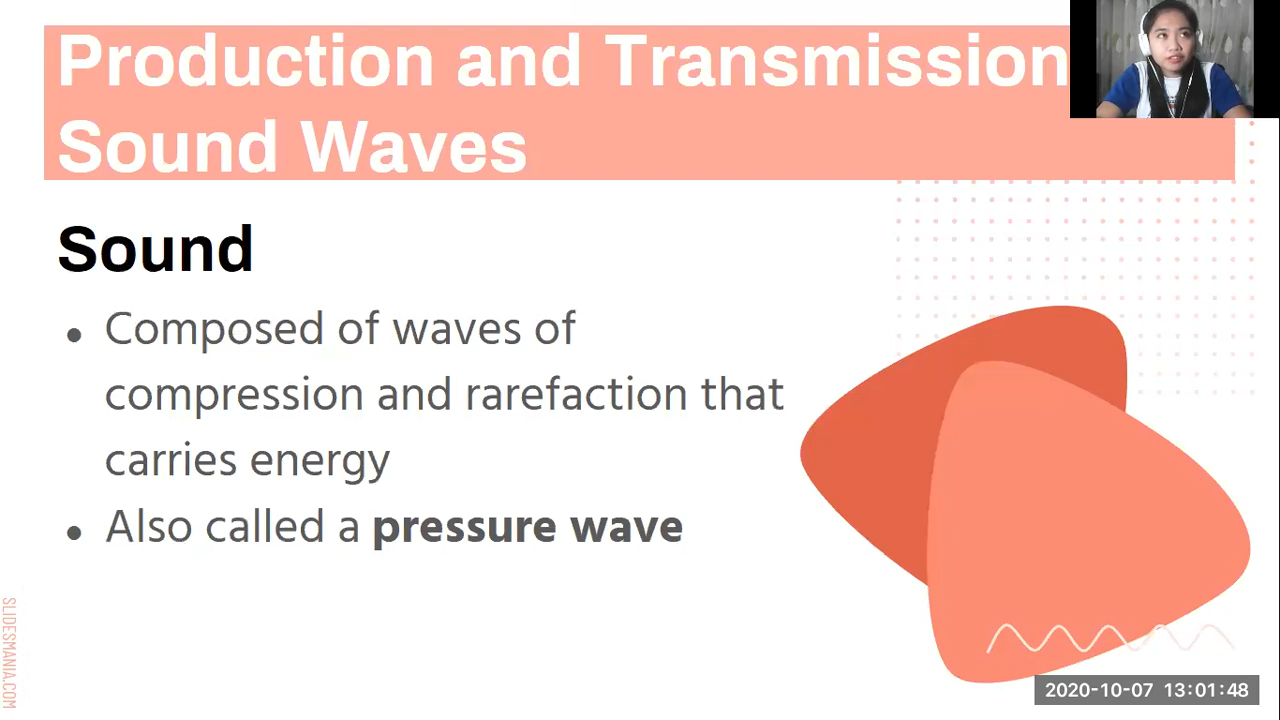 Production and Transmission
Sound Waves
Sound
• Composed of waves of
compression and rarefaction that
carries energy
• Also called a pressure wave
SLIDESMANIA.COM
2020-10-07 13:01:48